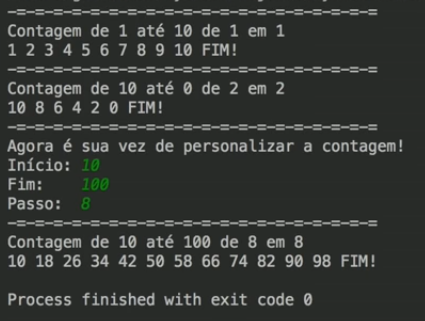 -=-=-=-=-=-=-=-=-=-=-=-=-=-=-=-=-=-=-=-=
Contagem de 1 até 10 de 1 em 1
1 2 3 4 5 6 7 8 9 10 FIM!
-=-=-=-=-=-=-=-=-=-=-=-=-=-=-=-=-=-=-=-=
Contagem de 10 até 0 de 2 em 2
10 8 6 4 2 0 FIM!
-=-=-=-=-=-=-=-=-=-=-=-=-=-=-=-=-=-=-=-=
Agora é sua vez de personalizar a contagem!
Início: 10
Fim:    100
Passo:  8
-=-=-=-=-=-=-=-=-=-=-=-=-=-=-=-=-=-=-=-=
Contagem de 10 até 100 de 8 em 8
10 18 26 34 42 50 58 66 74 82 90 98 FIM!
Process finished with exit code 0